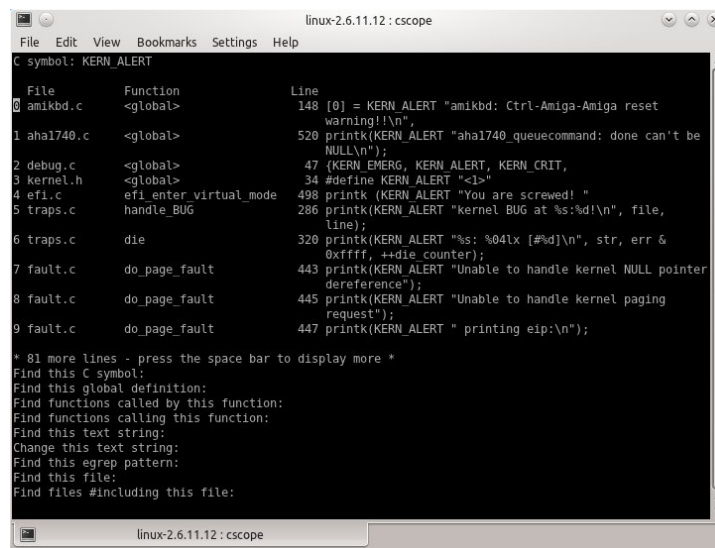 linux-2.6.11.12 : cscope
File Edit View Bookmarks Settings Help
C symbol: KERN_ALERT
File Function Line
0 amikbd.c <global> 148 [0] = KERN_ALERT "amikbd: Ctrl-Amiga-Amiga reset
warning!!\n",
1 aha1740.c <global> 520 printk(KERN_ALERT "aha1740_queuecommand: done can't be
NULL\n");
2 debug.c <global> 47 {KERN_EMERG, KERN_ALERT, KERN_CRIT,
3 kernel.h <global> 34 #define KERN_ALERT "<1>"
4 efi.c efi_enter_virtual_mode 498 printk (KERN_ALERT "You are screwed! "
5 traps.c handle_BUG 286 printk(KERN_ALERT "kernel BUG at %s:%d!\n", file,
line);
6 traps.c die 320 printk(KERN_ALERT "%s: %04lx [#%d]\n", str, err &
0xffff, ++die_counter);
7 fault.c do_page_fault 443 printk(KERN_ALERT "Unable to handle kernel NULL pointer
dereference");
8 fault.c do_page_fault 445 printk(KERN_ALERT "Unable to handle kernel paging
request");
9 fault.c do_page_fault 447 printk(KERN_ALERT " printing eip:\n");
* 81 more lines - press the space bar to display more *
Find this C symbol:
Find this global definition:
Find functions called by this function:
Find functions calling this function:
Find this text string:
Change this text string:
Find this egrep pattern:
Find this file:
Find files #including this file:
linux-2.6.11.12 : cscope